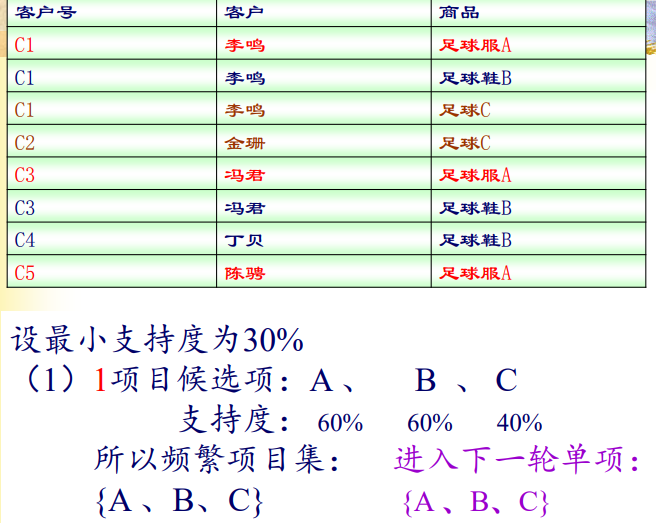 客户号 客户 商品
C1 李鸣 足球服A
C1 李鸣 足球鞋B
C1 李鸣 足球C
C2 金珊 足球C
C3 冯君 足球服A
C3 冯君 足球鞋B
C4 丁贝 足球鞋B
C5 陈骋 足球服A
设最小支持度为30%
（1）1项目候选项：A 、 B 、 C
支持度： 60% 60% 40%
所以频繁项目集： 进入下一轮单项：
{A 、B、C} {A 、B、C}